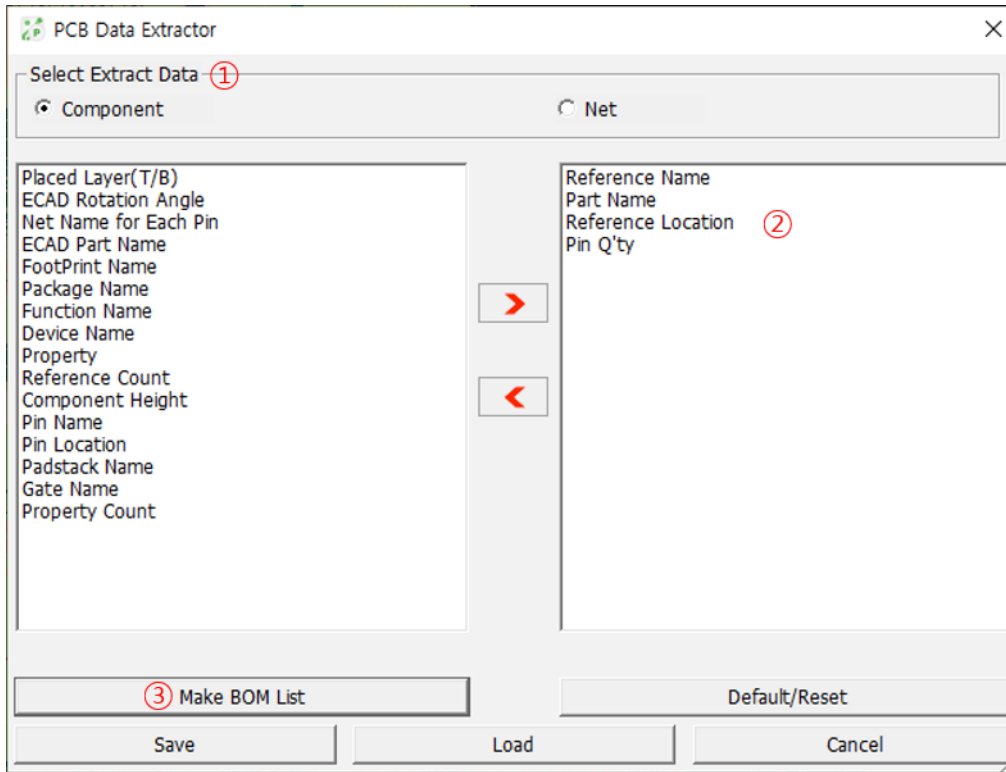 PCB Data Extractor
Select Extract Data ①
Component
Net
Placed Layer(T/B)
ECAD Rotation Angle
Net Name for Each Pin
ECAD Part Name
FootPrint Name
Package Name
Function Name
Device Name
Property
Reference Count
Component Height
Pin Name
Pin Location
Padstack Name
Gate Name
Property Count
Reference Name
Part Name
Reference Location ②
Pin Q'ty
③ Make BOM List
Default/Reset
Save
Load
Cancel